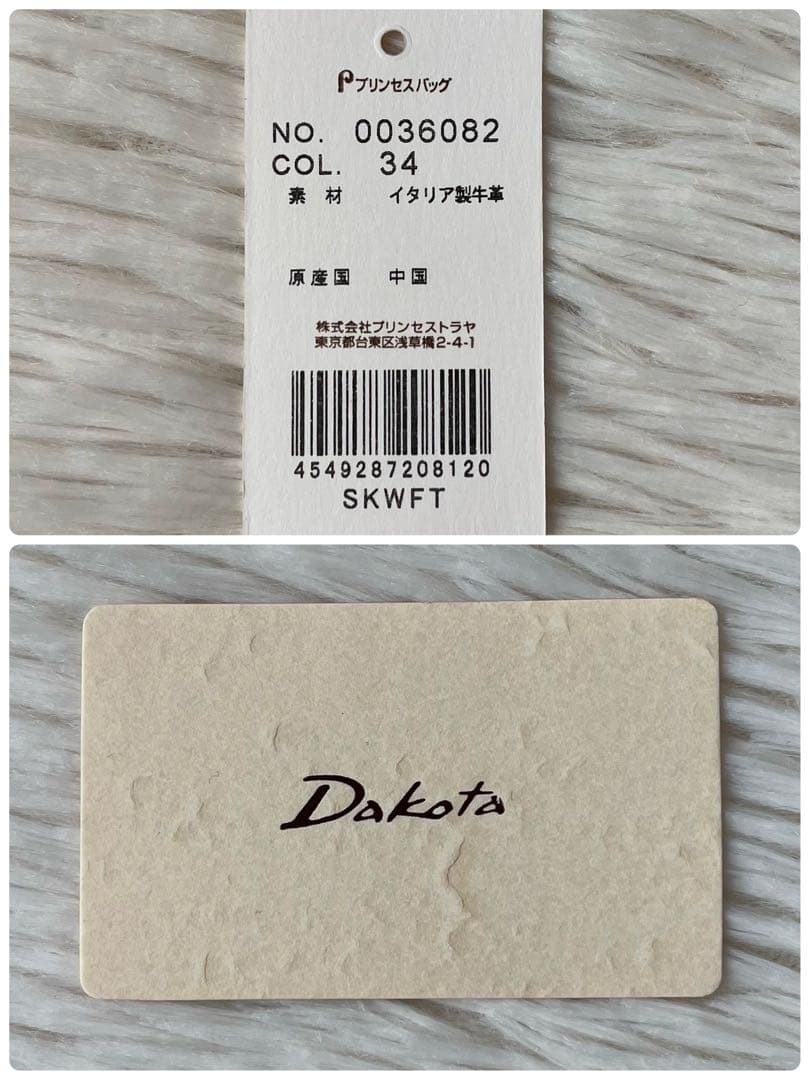 プリンセスバッグ
NO. 0036082
COL. 34
素 材 イタリア製牛革
原産国 中国
株式会社プリンセストラヤ
東京都台東区浅草橋2-4-1
4549287208120
SKWFT
Dakota